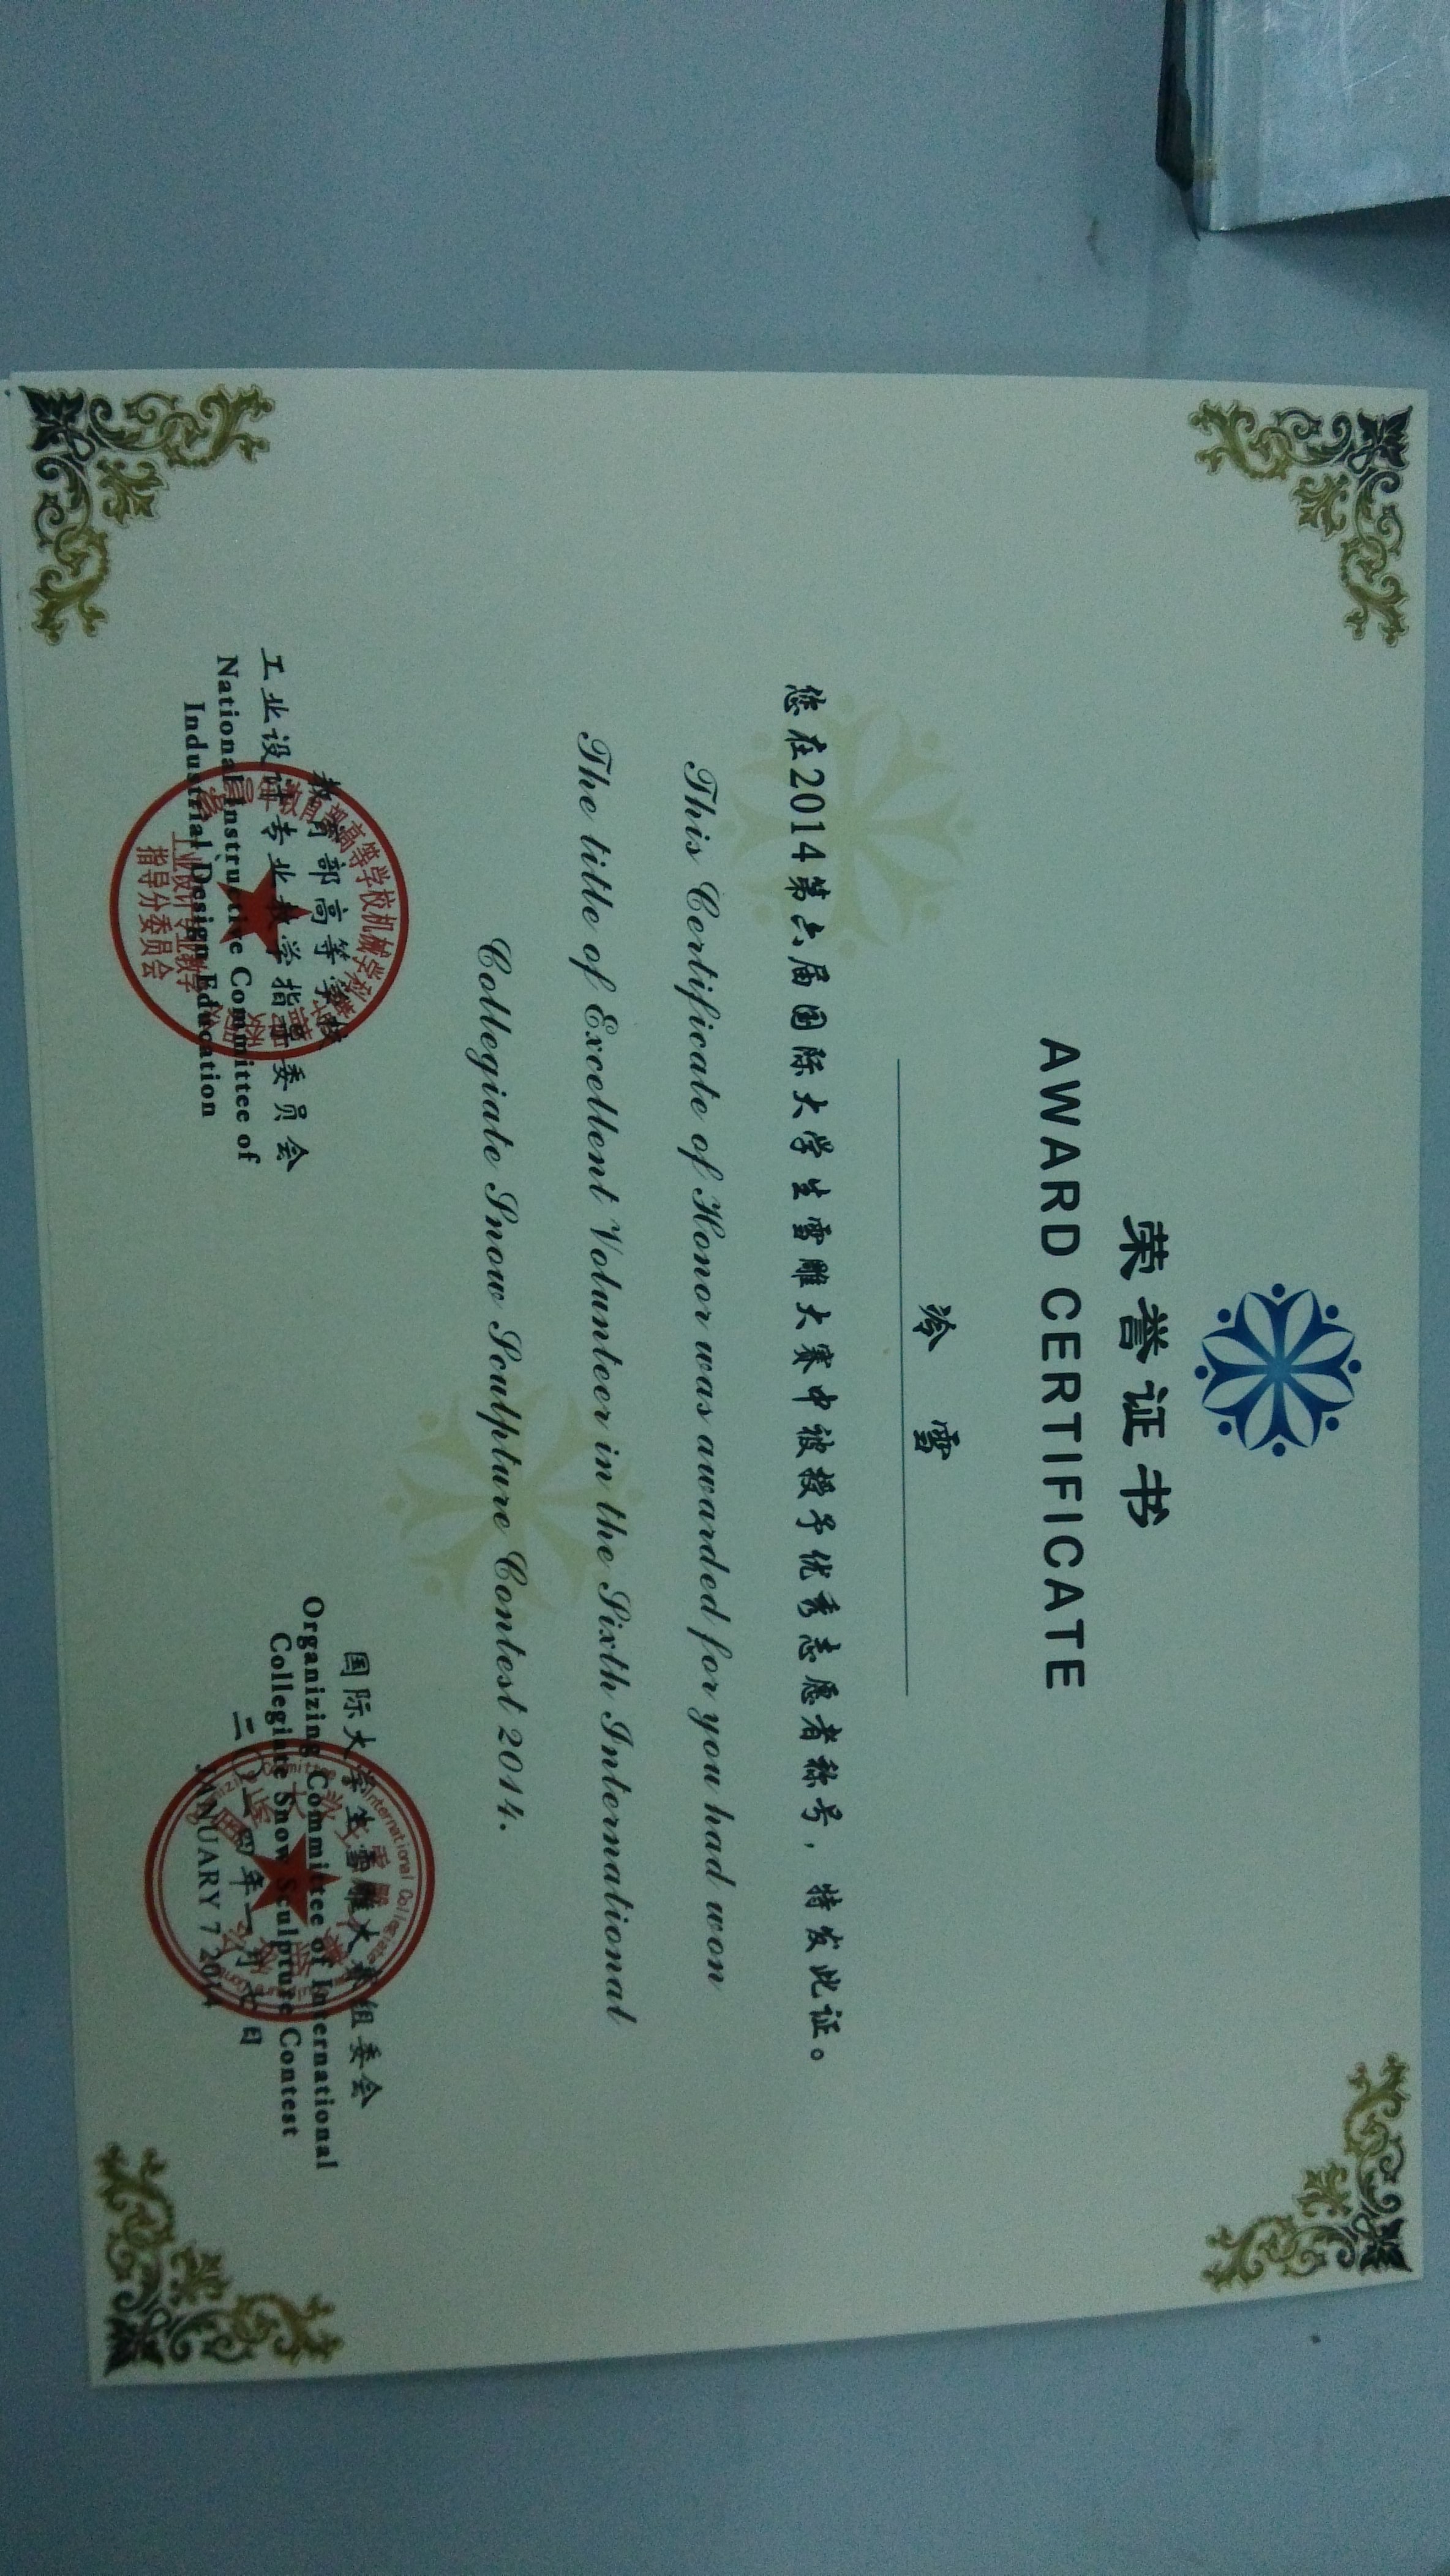 荣誉证书
AWARD CERTIFICATE
冷雪
您在2014第六届国际大学生雪雕大赛中被授予优秀志愿者称号，特发此证。
This Certificate of Honor was awarded for you had won
The title of Excellent Volunteer in the Sixth International
Collegiate Snow Sculpture Contest 2014.
教育部高等学校
工业设计专业教学指导委员会
National Instructive Committee of
Industrial Design Education
工业设计专业教学
指导分委员会
国际大学生雪雕大赛组委会
Organizing Committee of International
Collegiate Snow Sculpture Contest
二〇一四年一月七日
JANUARY 7 2014